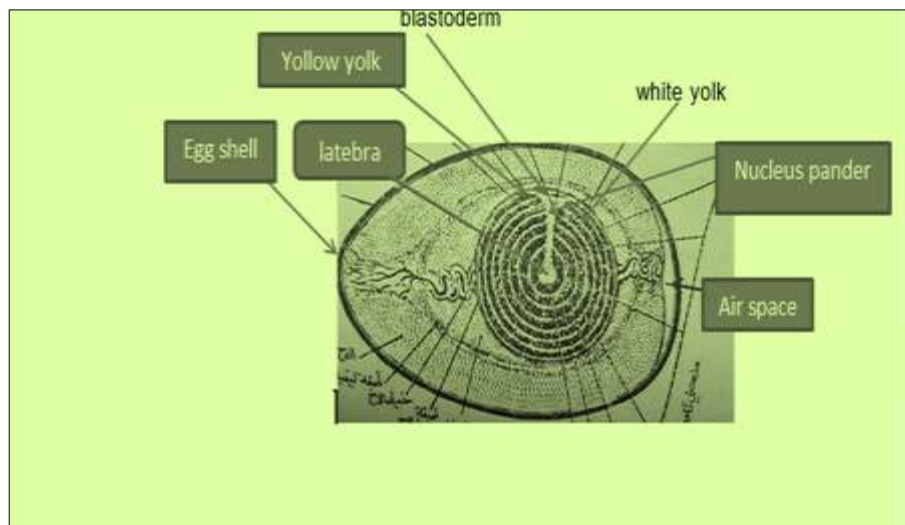 blastoderm
Yollow yolk
white yolk
Egg shell
latebra
Nucleus pander
Air space